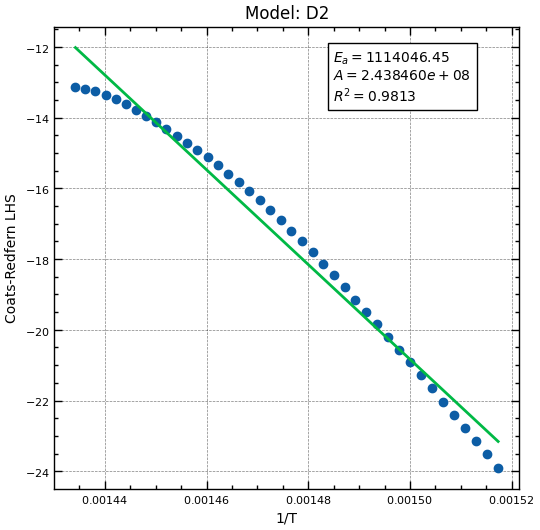 Model: D2
Coats-Redfern LHS
−12
−14
−16
−18
−20
−22
−24
E_a = 1114046.45
A = 2.438460e + 08
R^2 = 0.9813
0.00144 0.00146 0.00148 0.00150 0.00152
1/T